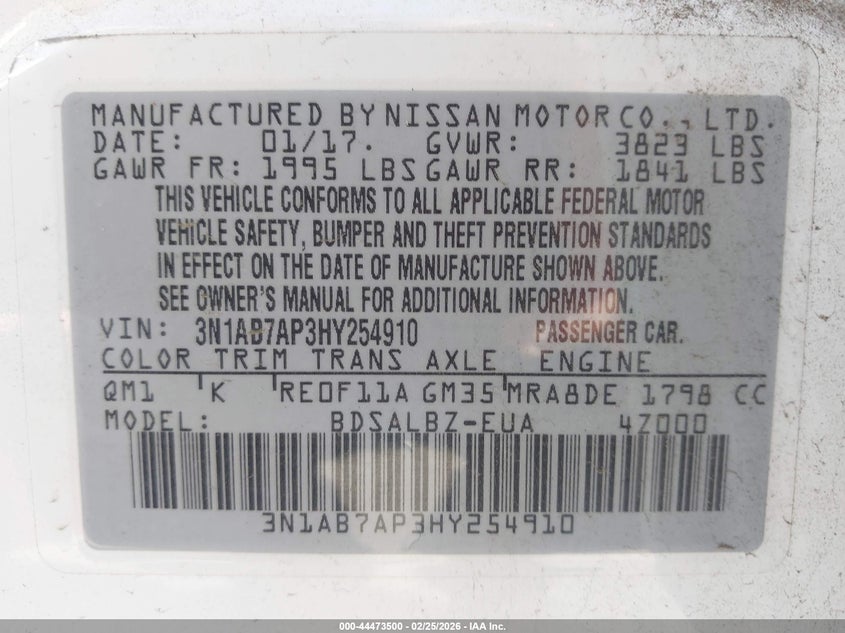 MANUFACTURED BY NISSAN MOTOR CO., LTD.
DATE: 01/17. GVWR: 3823 LBS
GAWR FR: 1995 LBS GAWR RR: 1841 LBS
THIS VEHICLE CONFORMS TO ALL APPLICABLE FEDERAL MOTOR
VEHICLE SAFETY, BUMPER AND THEFT PREVENTION STANDARDS
IN EFFECT ON THE DATE OF MANUFACTURE SHOWN ABOVE.
SEE OWNER'S MANUAL FOR ADDITIONAL INFORMATION.
VIN: 3N1AB7AP3HY254910 PASSENGER CAR.
COLOR TRIM TRANS AXLE ENGINE
QM1 K RE0F11A GM35 MRA8DE 1798 CC
MODEL: BDSALBZ-EUA 4Z000
3N1AB7AP3HY254910
000-44473500 - 02/25/2026 - IAA Inc.